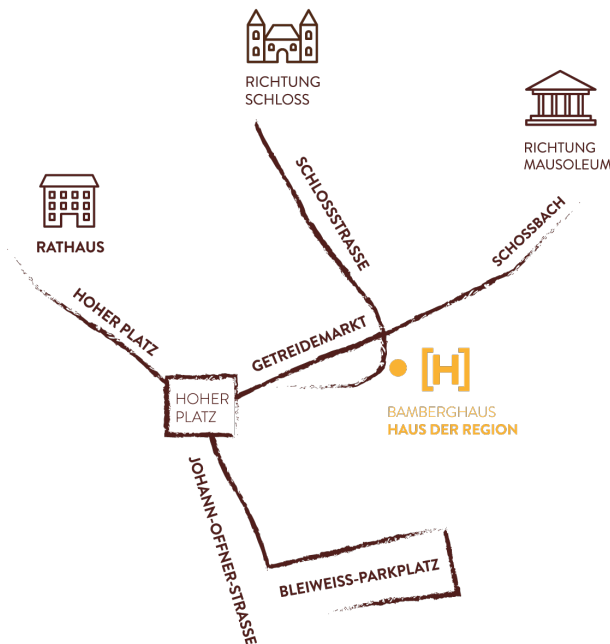 RICHTUNG
SCHLOSS
RICHTUNG
MAUSOLEUM
RATHAUS
SCHLOSSSTRASSE
SCHOSSBACH
HOHER PLATZ
GETREIDEMARKT
[H]
HOHER
PLATZ
BAMBERGHAUS
HAUS DER REGION
JOHANN-OFFNER-STRASSE
BLEIWEISS-PARKPLATZ